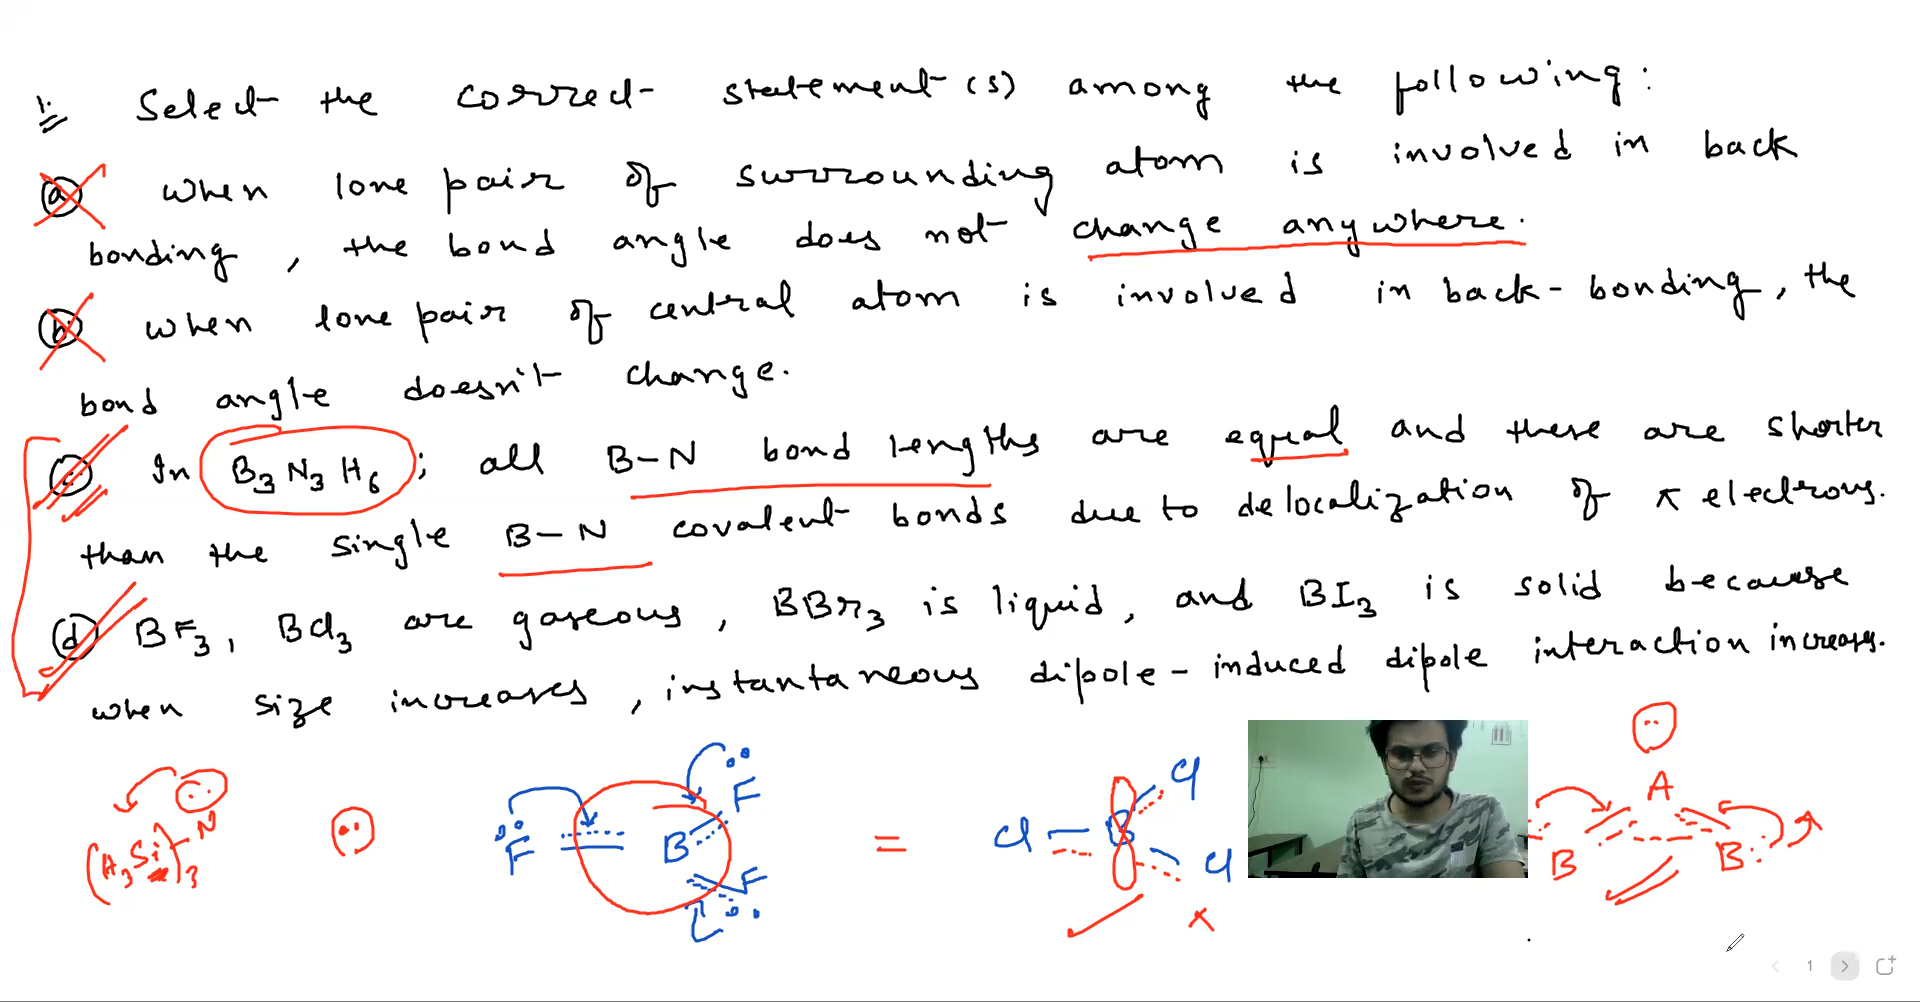 1. Select the correct statement(s) among the following:
(a) when lone pair of surrounding atom is involved in back
bonding, the bond angle does not change anywhere.
(b) when lone pair of central atom is involved in back-bonding, the
bond angle doesn't change.
(c) In B3N3H6; all B-N bond lengths are equal and these are shorter
than the single B-N covalent bonds due to delocalization of π electrons.
(d) BF3, BCl3 are gaseous, BBr3 is liquid, and BI3 is solid because
when size increases, instantaneous dipole-induced dipole interaction increases.
(H3Si)3-N
F B F F = Cl B Cl Cl
B A B
1